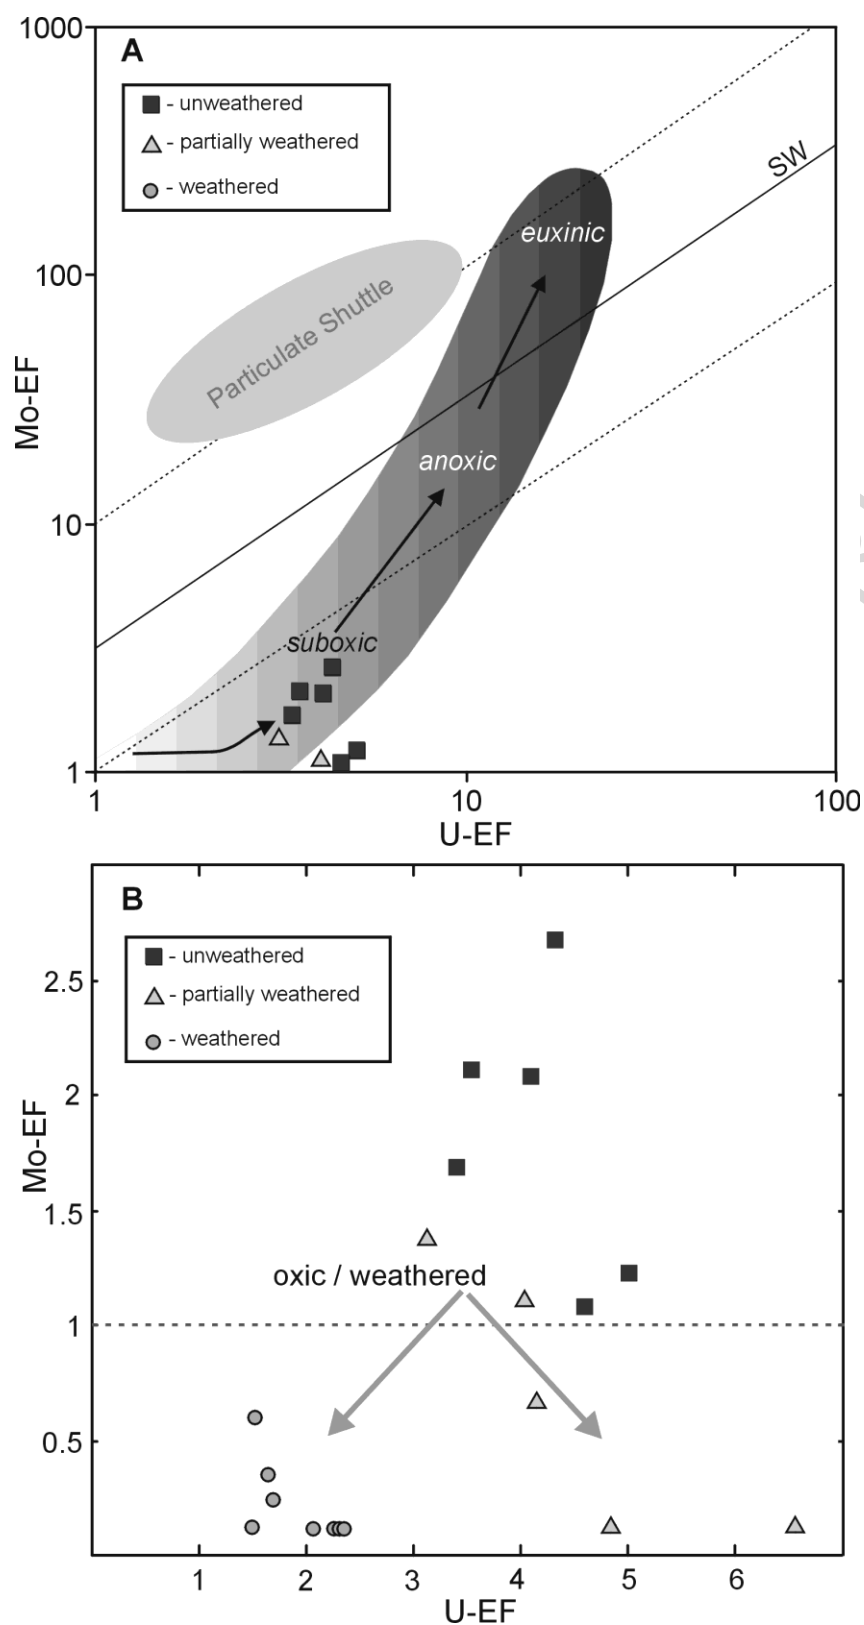 1000
A
- unweathered
- partially weathered
- weathered
SW
euxinic
100
Particulate Shuttle
Mo-EF
anoxic
10
suboxic
1
1
10
100
U-EF
B
- unweathered
- partially weathered
- weathered
2.5
2
Mo-EF
1.5
oxic / weathered
1
0.5
1
2
3
4
5
6
U-EF